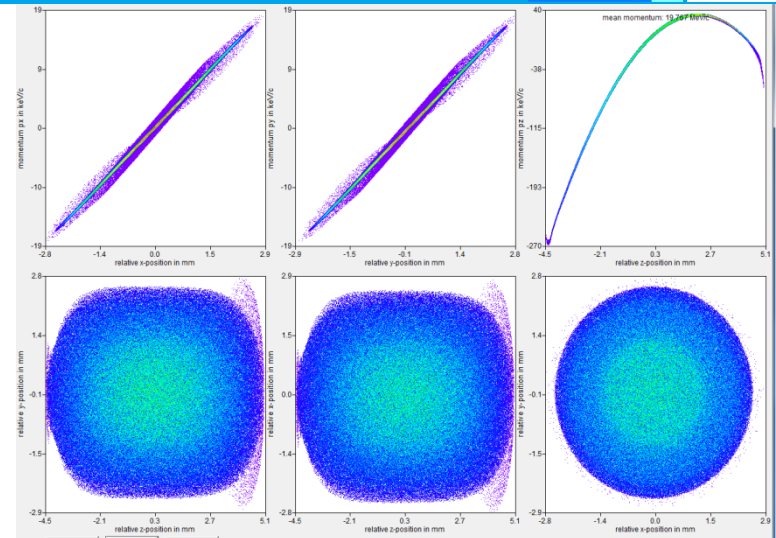 19
9
0
-10
-19
momentum px in keV/c
-2.8 -1.4 0.0 1.5 2.9
relative x-position in mm
19
9
0
-10
-19
momentum py in keV/c
-2.9 -1.5 0.0 1.4 2.8
relative y-position in mm
mean momentum: 19.767 MeV/c
40
-38
-115
-193
-270
momentum pz in keV/c
-4.5 -2.1 0.3 2.7 5.1
relative z-position in mm
2.8
1.4
-0.1
-1.5
-2.9
relative y-position in mm
-4.5 -2.1 0.3 2.7 5.1
relative z-position in mm
2.9
1.5
0.0
-1.4
-2.8
relative x-position in mm
-4.5 -2.1 0.3 2.7 5.1
relative z-position in mm
2.8
1.4
-0.1
-1.5
-2.9
relative y-position in mm
-2.8 -1.4 0.0 1.5 2.9
relative x-position in mm